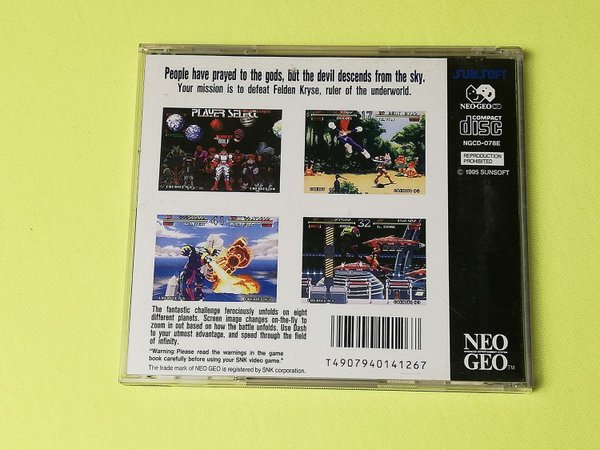 People have prayed to the gods, but the devil descends from the sky.
Your mission is to defeat Felden Kryse, ruler of the underworld.
SUNSOFT
NEO•GEO CD
COMPACT
disc
NGCD-078E
REPRODUCTION
PROHIBITED
© 1995 SUNSOFT
PLAYER SELECT
32
The fantastic challenge ferociously unfolds on eight
different planets. Screen image changes on-the-fly to
zoom in out based on how the battle unfolds. Use Dash
to your utmost advantage, and speed through the field
of infinity.
"Warning: Please read the warnings in the game
book carefully before using your SNK video game."
The trade mark of NEO GEO is registered by SNK corporation.
T4907940141267
NEO
GEO